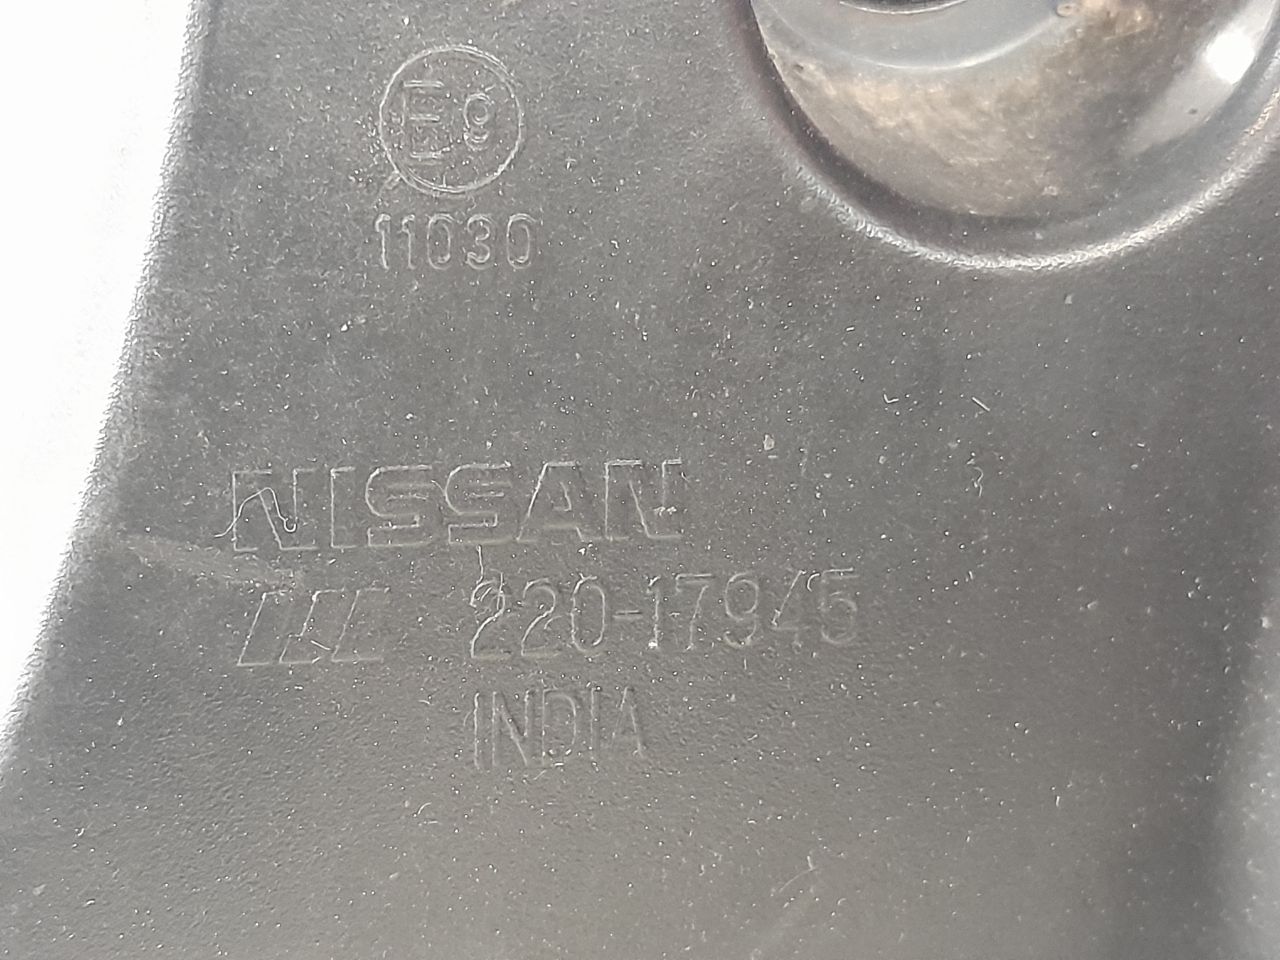 E9
11030
NISSAN
220-17945
INDIA